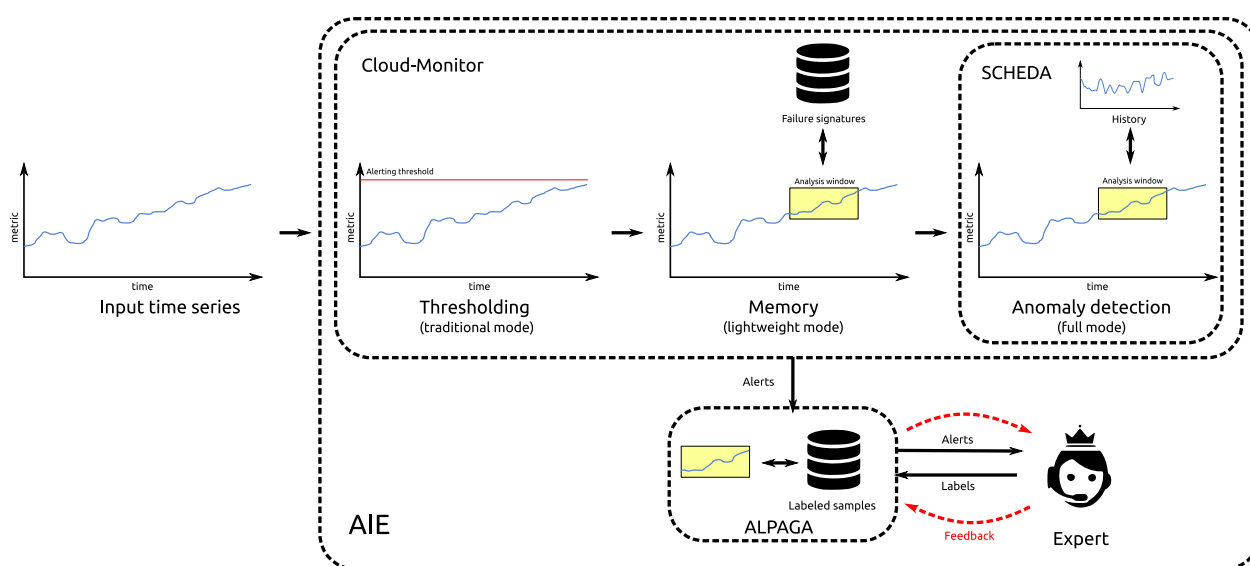 Cloud-Monitor
SCHEDA
Failure signatures
History
Alerting threshold
Analysis window
Analysis window
metric
metric
metric
metric
time
time
time
time
Input time series
Thresholding
(traditional mode)
Memory
(lightweight mode)
Anomaly detection
(full mode)
Alerts
Alerts
Labels
Labeled samples
ALPAGA
Feedback
Expert
AIE